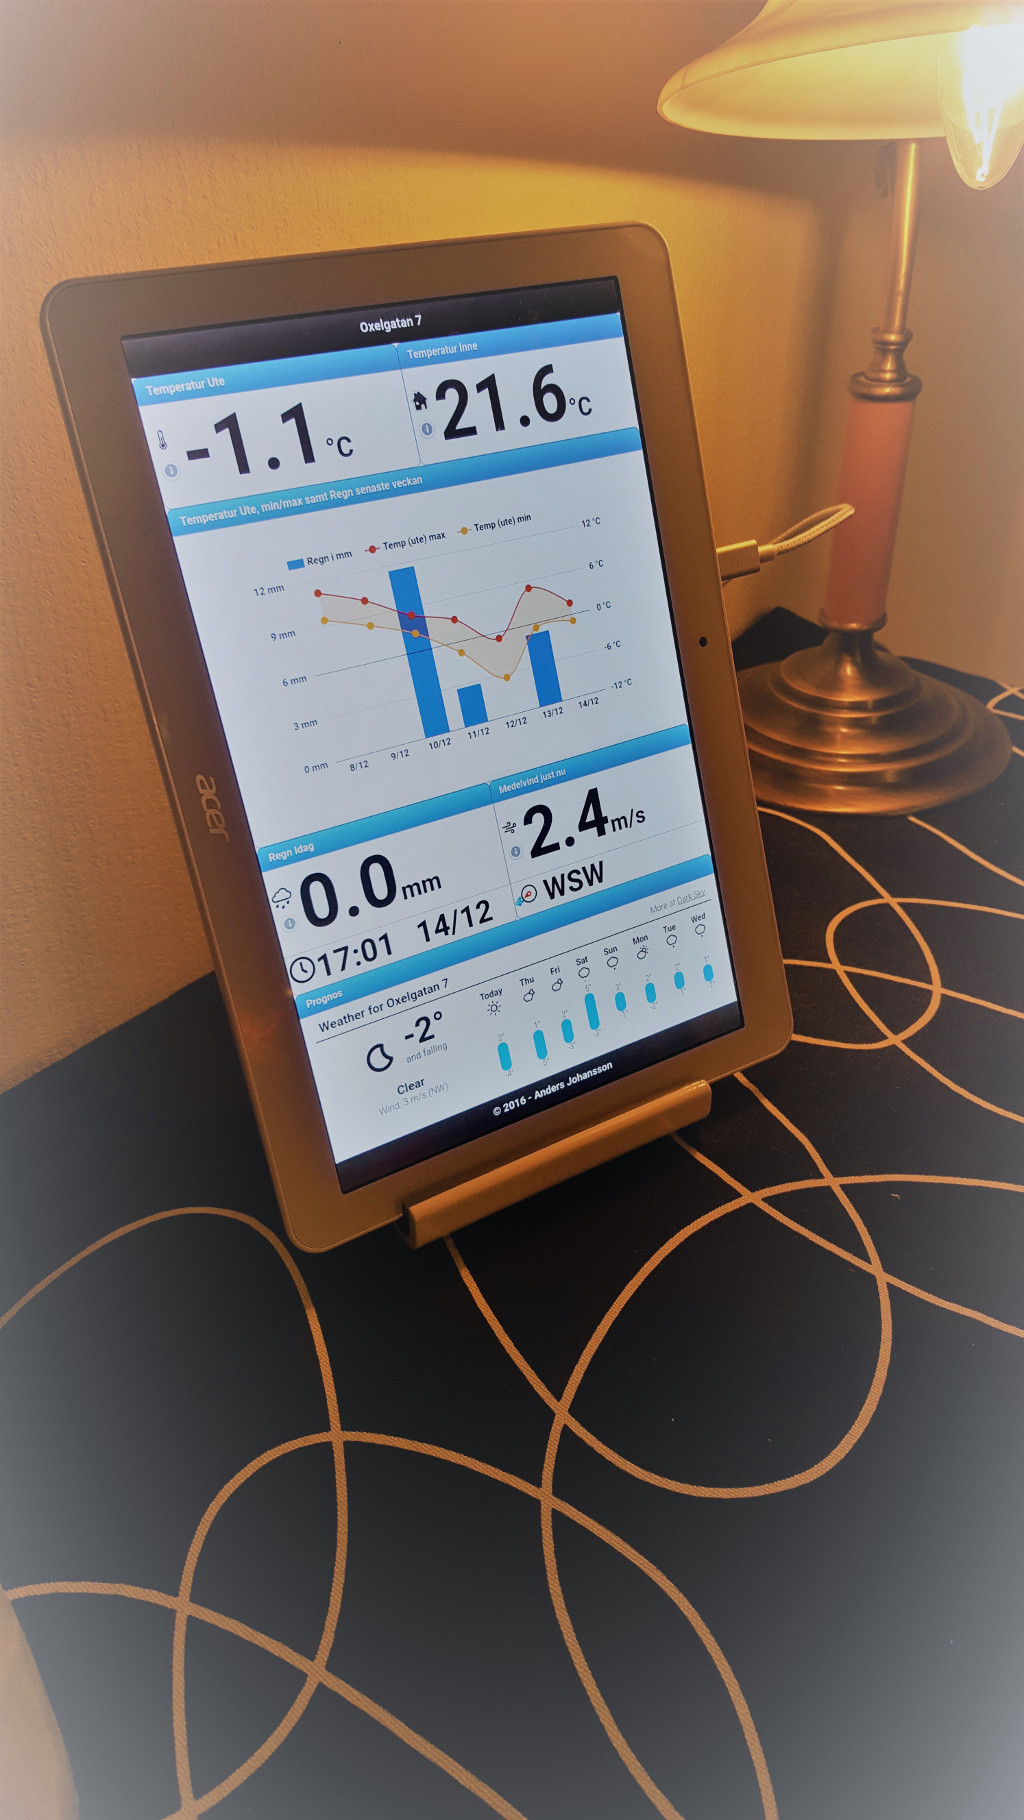 Oxelgatan 7
Temperatur Ute
-1.1 °C
Temperatur Inne
21.6 °C
Temperatur Ute, min/max samt Regn senaste veckan
Regn i mm
Temp (ute) max
Temp (ute) min
12 mm
9 mm
6 mm
3 mm
0 mm
12 °C
6 °C
0 °C
-6 °C
-12 °C
8/12
9/12
10/12
11/12
12/12
13/12
14/12
acer
Regn Idag
0.0 mm
17:01 14/12
Medelvind just nu
2.4 m/s
WSW
Prognos
More at Dark Sky
Weather for Oxelgatan 7
-2°
and falling
Clear
Wind: 3 m/s (NW)
Today Thu Fri Sat Sun Mon Tue Wed
© 2016 - Anders Johansson